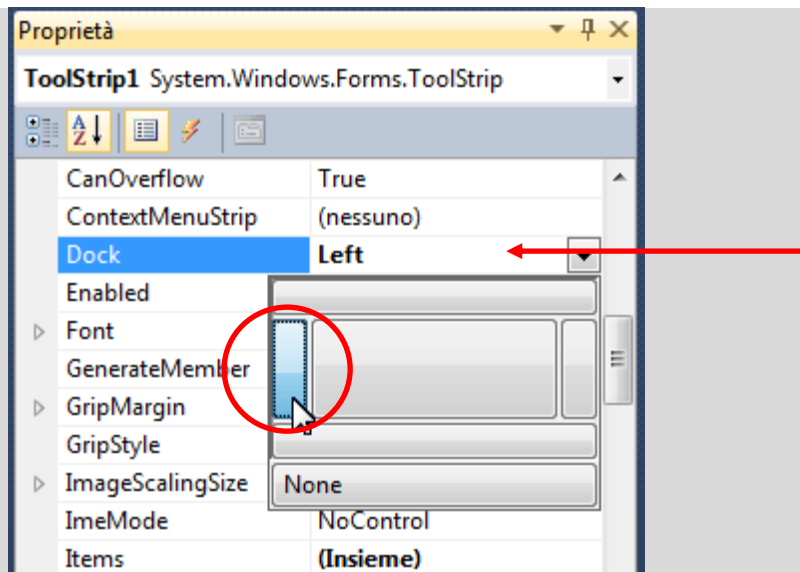 Proprietà
ToolStrip1 System.Windows.Forms.ToolStrip
CanOverflow True
ContextMenuStrip (nessuno)
Dock Left
Enabled
Font
GenerateMember
GripMargin
GripStyle
ImageScalingSize None
ImeMode NoControl
Items (Insieme)